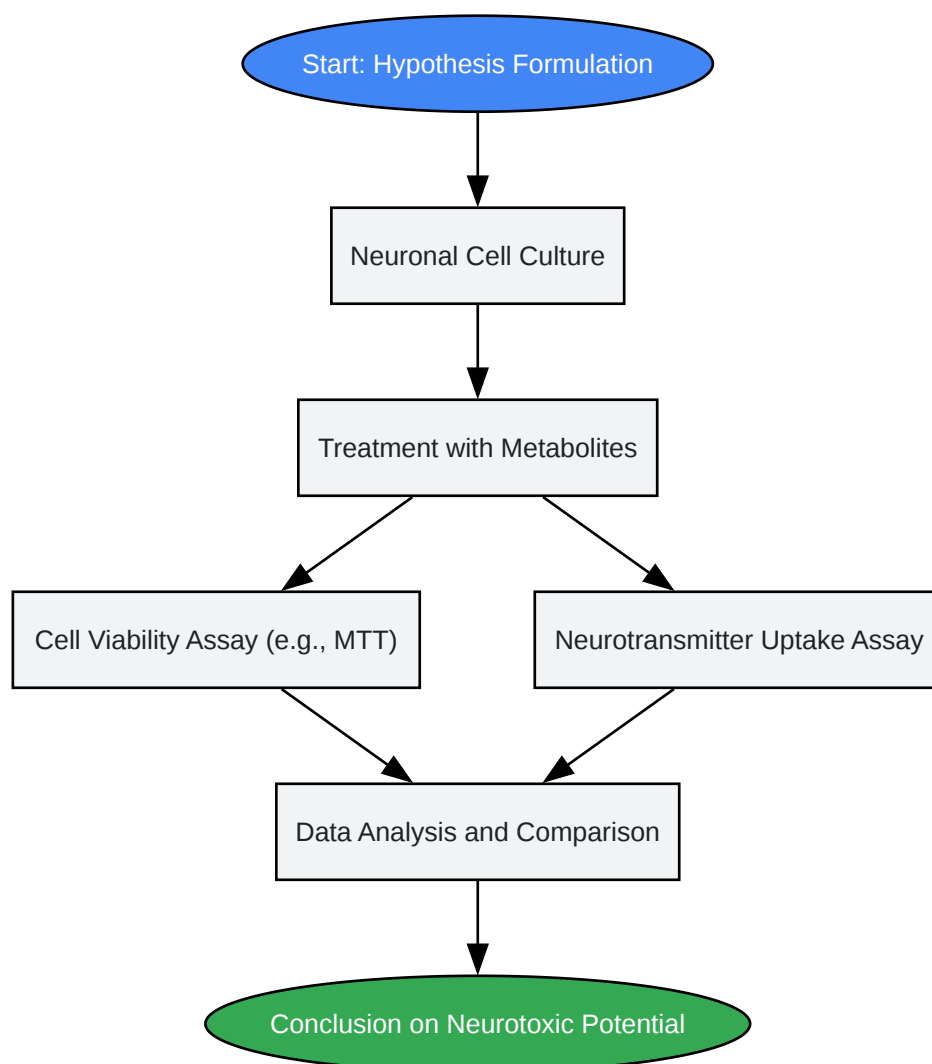 Start: Hypothesis Formulation
Neuronal Cell Culture
Treatment with Metabolites
Cell Viability Assay (e.g., MTT)
Neurotransmitter Uptake Assay
Data Analysis and Comparison
Conclusion on Neurotoxic Potential